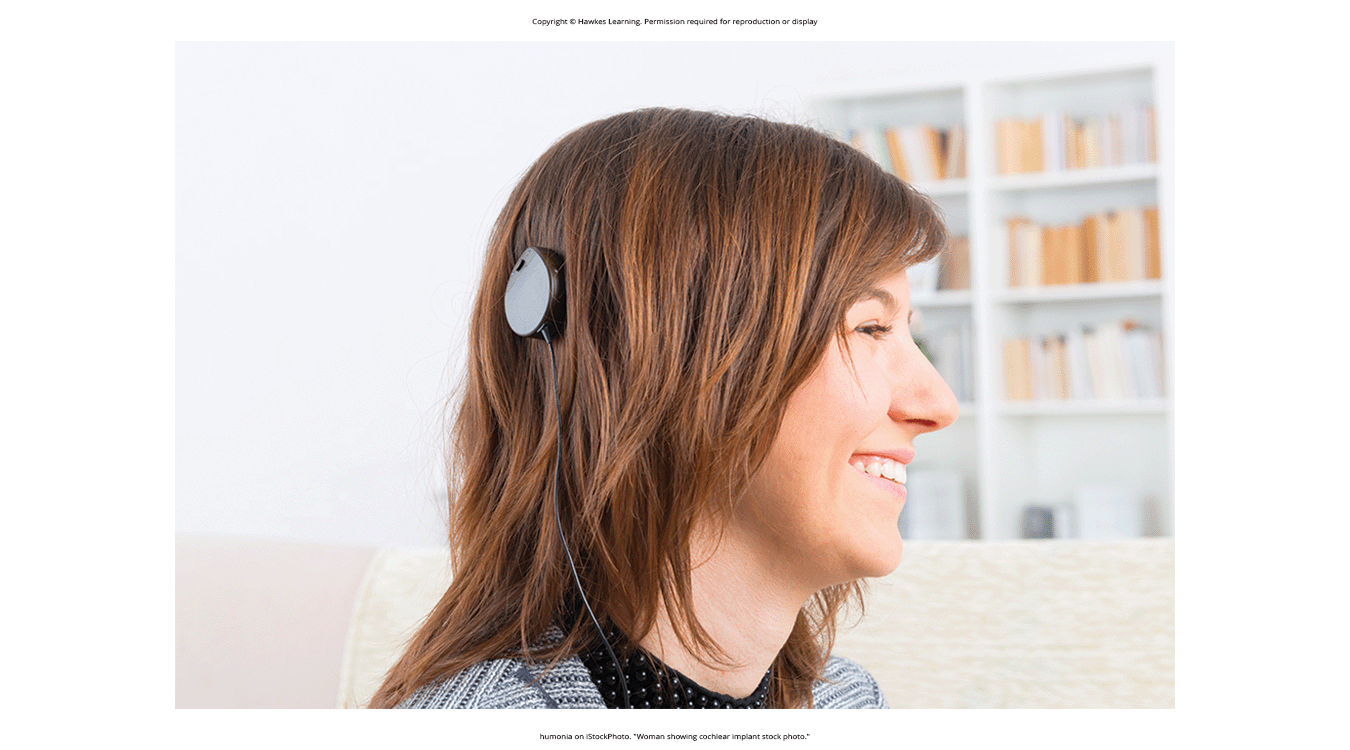 Copyright © Hawkes Learning. Permission required for reproduction or display
humonia on iStockPhoto. "Woman showing cochlear implant stock photo."